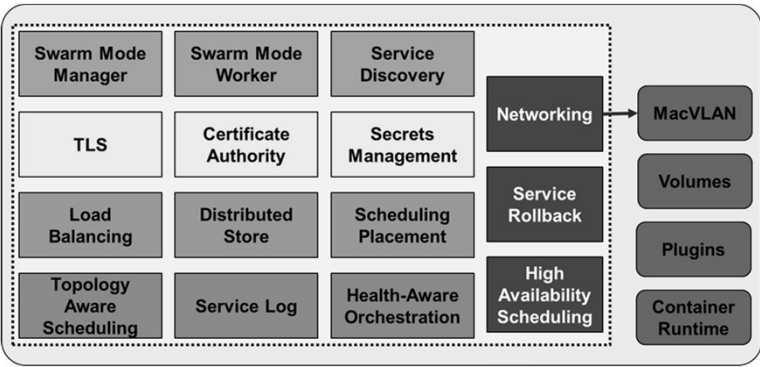 Swarm Mode
Manager
Swarm Mode
Worker
Service
Discovery
TLS
Certificate
Authority
Secrets
Management
Load
Balancing
Distributed
Store
Scheduling
Placement
Topology
Aware
Scheduling
Service Log
Health-Aware
Orchestration
Networking
Service
Rollback
High
Availability
Scheduling
MacVLAN
Volumes
Plugins
Container
Runtime